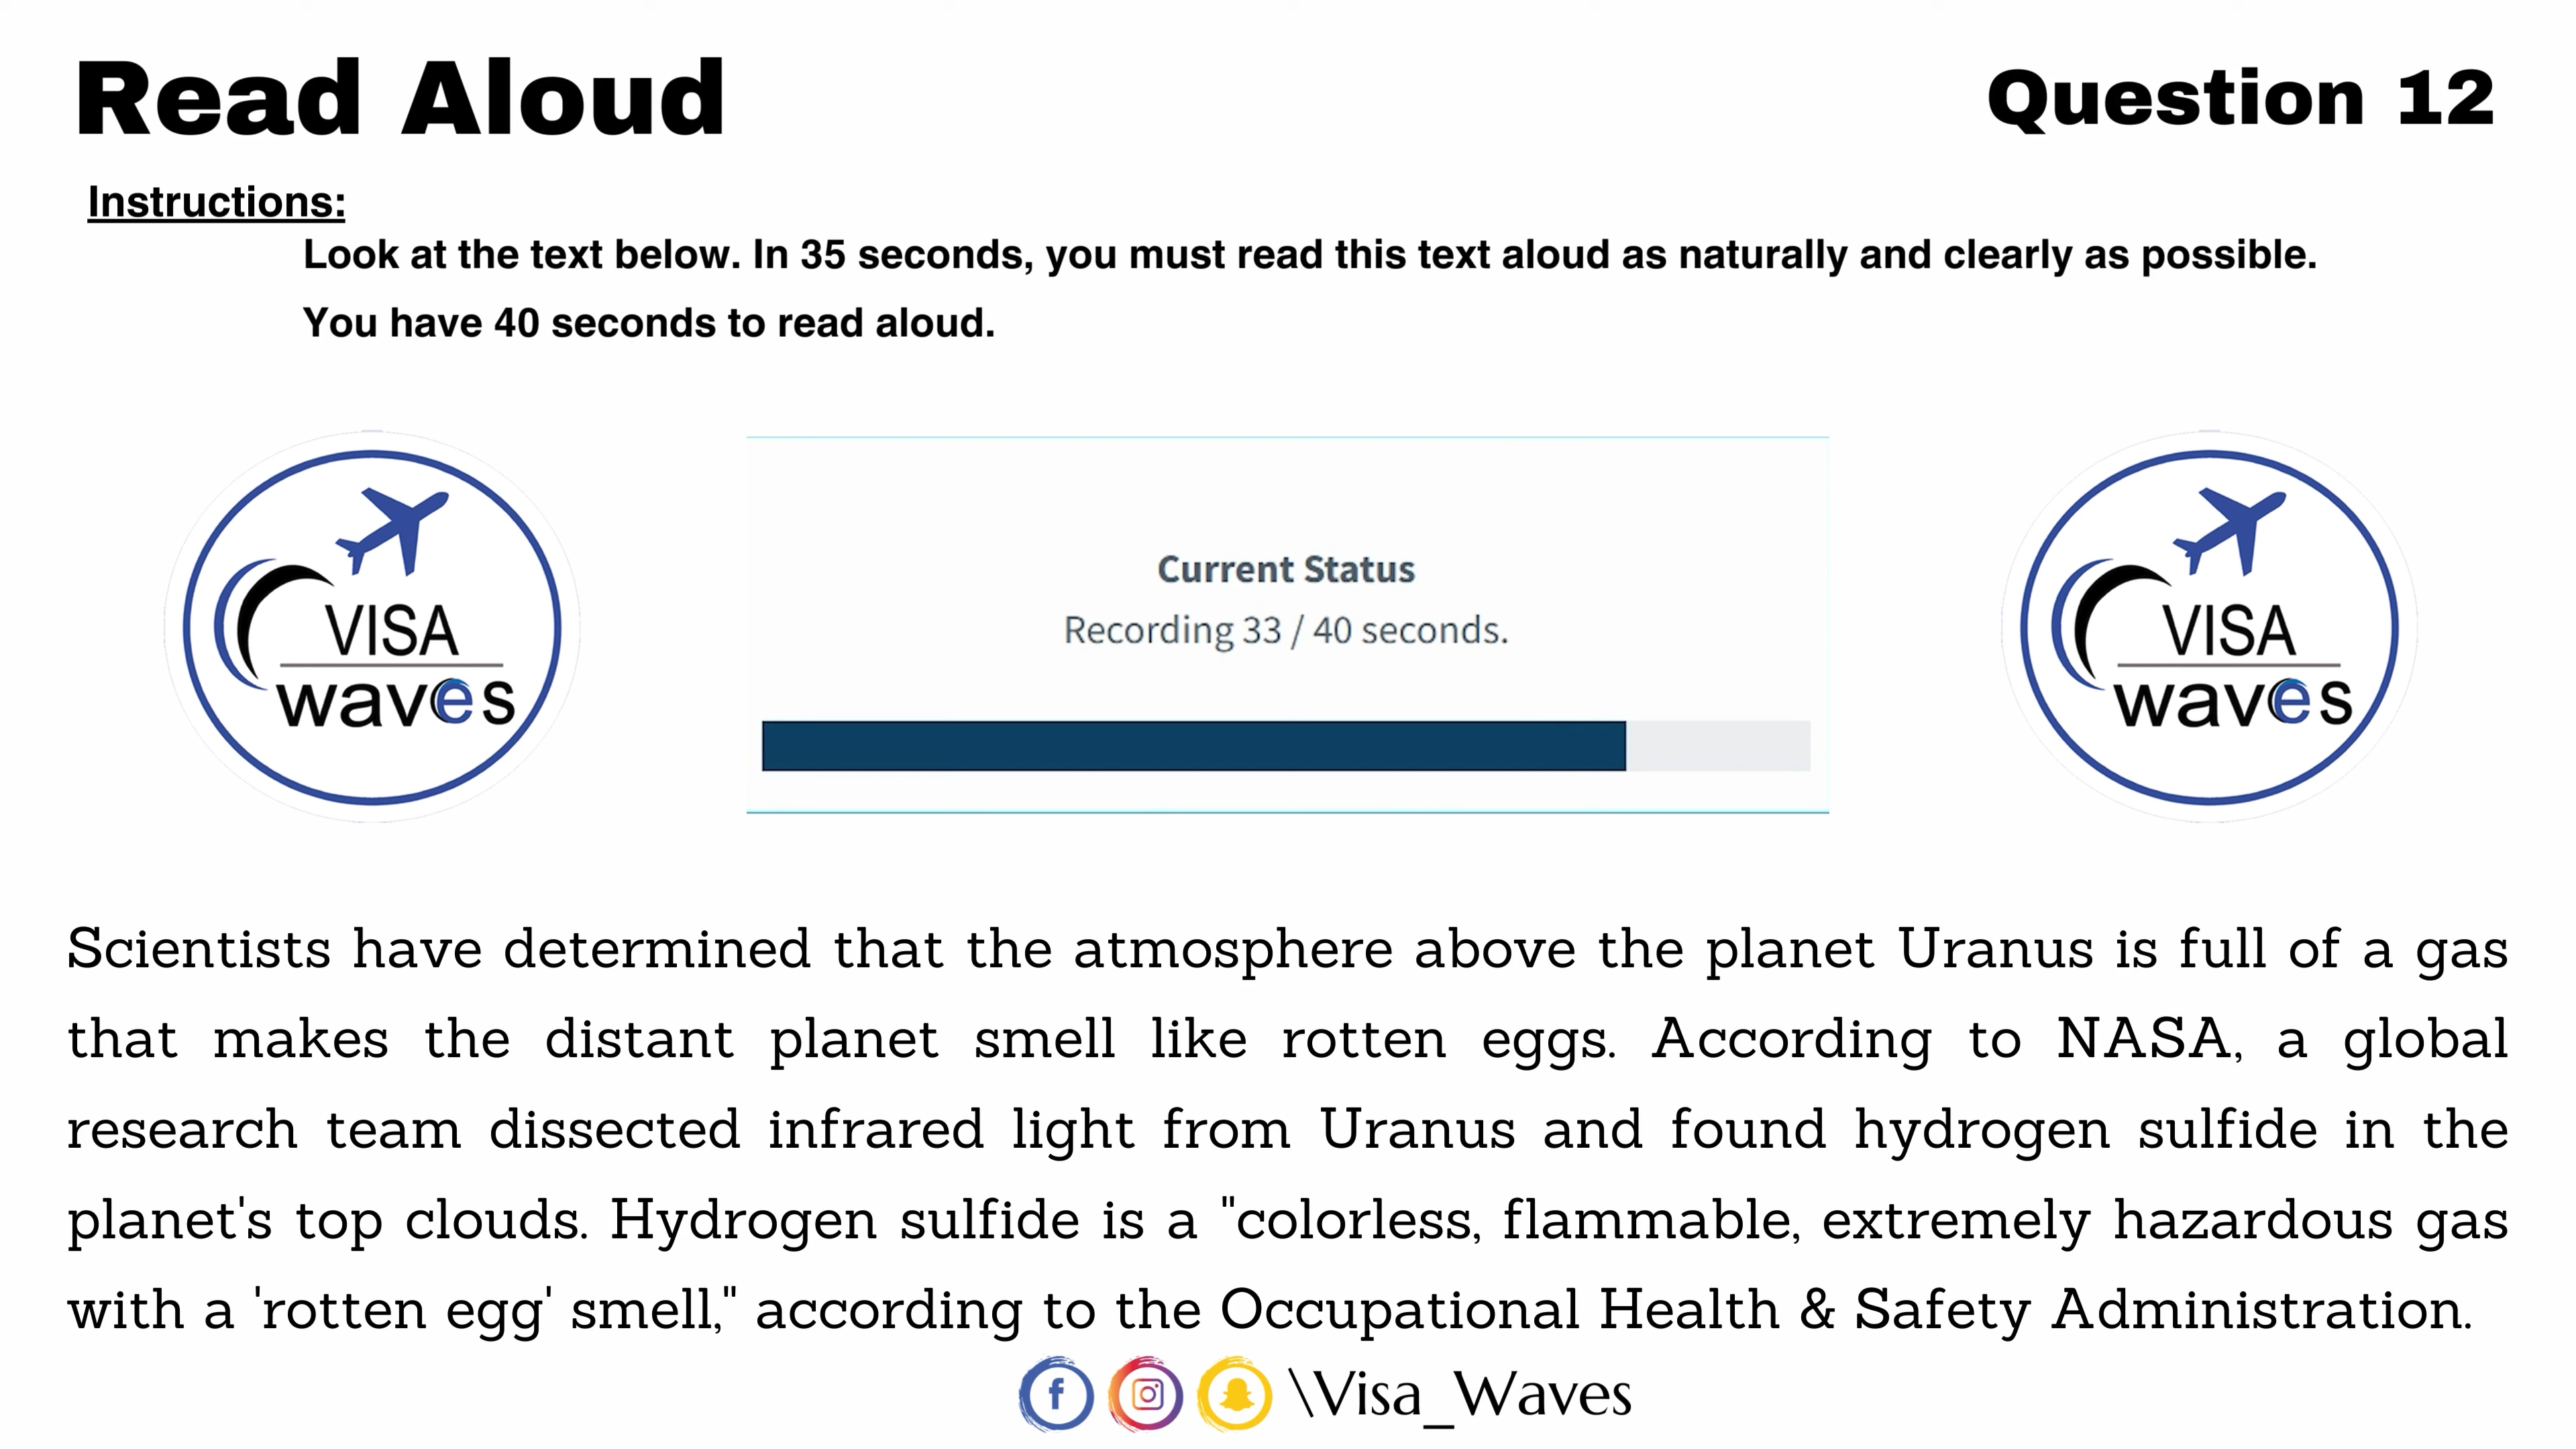 Read Aloud
Question 12
Instructions:
Look at the text below. In 35 seconds, you must read this text aloud as naturally and clearly as possible.
You have 40 seconds to read aloud.
VISA
waves
Current Status
Recording 33 / 40 seconds.
VISA
waves
Scientists have determined that the atmosphere above the planet Uranus is full of a gas
that makes the distant planet smell like rotten eggs. According to NASA, a global
research team dissected infrared light from Uranus and found hydrogen sulfide in the
planet's top clouds. Hydrogen sulfide is a "colorless, flammable, extremely hazardous gas
with a 'rotten egg' smell," according to the Occupational Health & Safety Administration.
\Visa_Waves